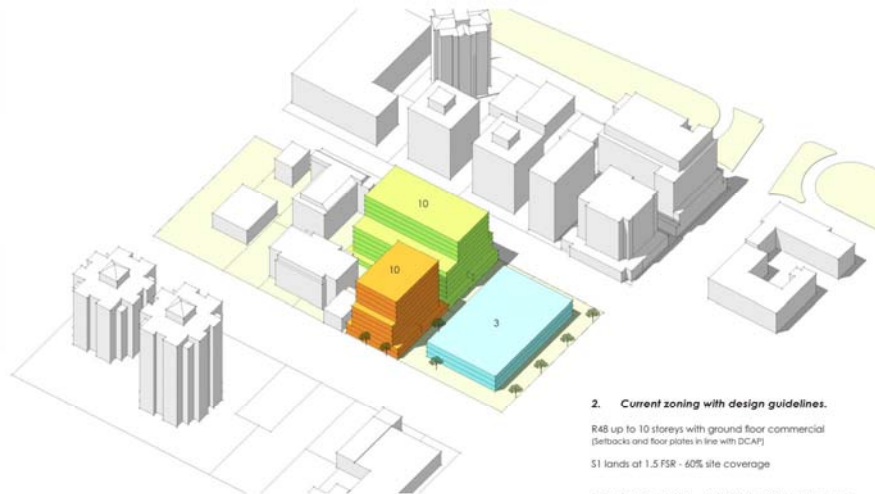 10
10
3
2. Current zoning with design guidelines.
R48 up to 10 storeys with ground floor commercial
(Setbacks and floor plates in line with DCAP)
S1 lands at 1.5 FSR - 60% site coverage